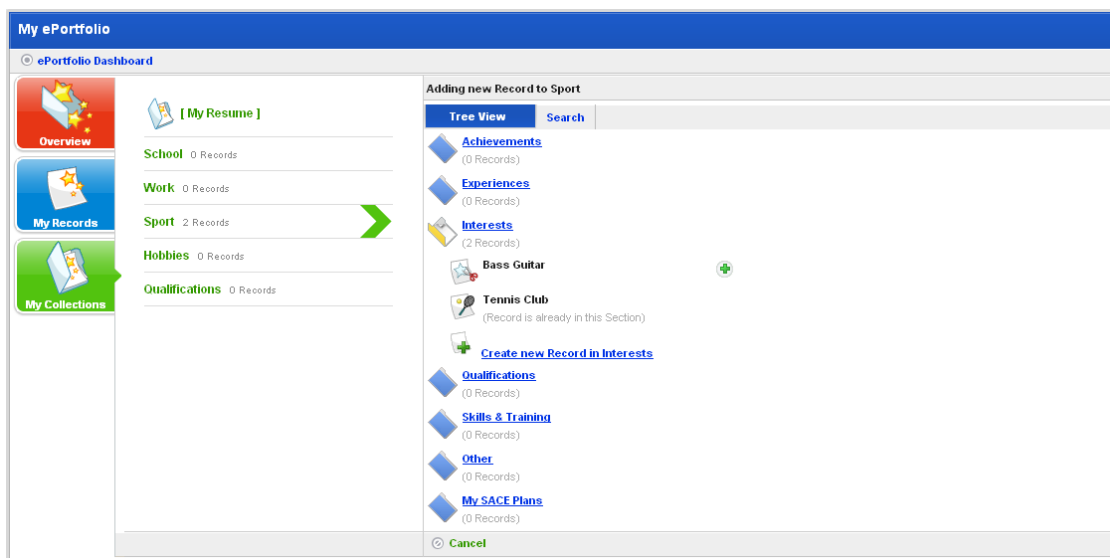 My ePortfolio
ePortfolio Dashboard
Overview
My Records
My Collections
[ My Resume ]
School 0 Records
Work 0 Records
Sport 2 Records
Hobbies 0 Records
Qualifications 0 Records
Adding new Record to Sport
Tree View Search
Achievements
(0 Records)
Experiences
(0 Records)
Interests
(2 Records)
Bass Guitar
Tennis Club
(Record is already in this Section)
Create new Record in Interests
Qualifications
(0 Records)
Skills & Training
(0 Records)
Other
(0 Records)
My SACE Plans
(0 Records)
Cancel